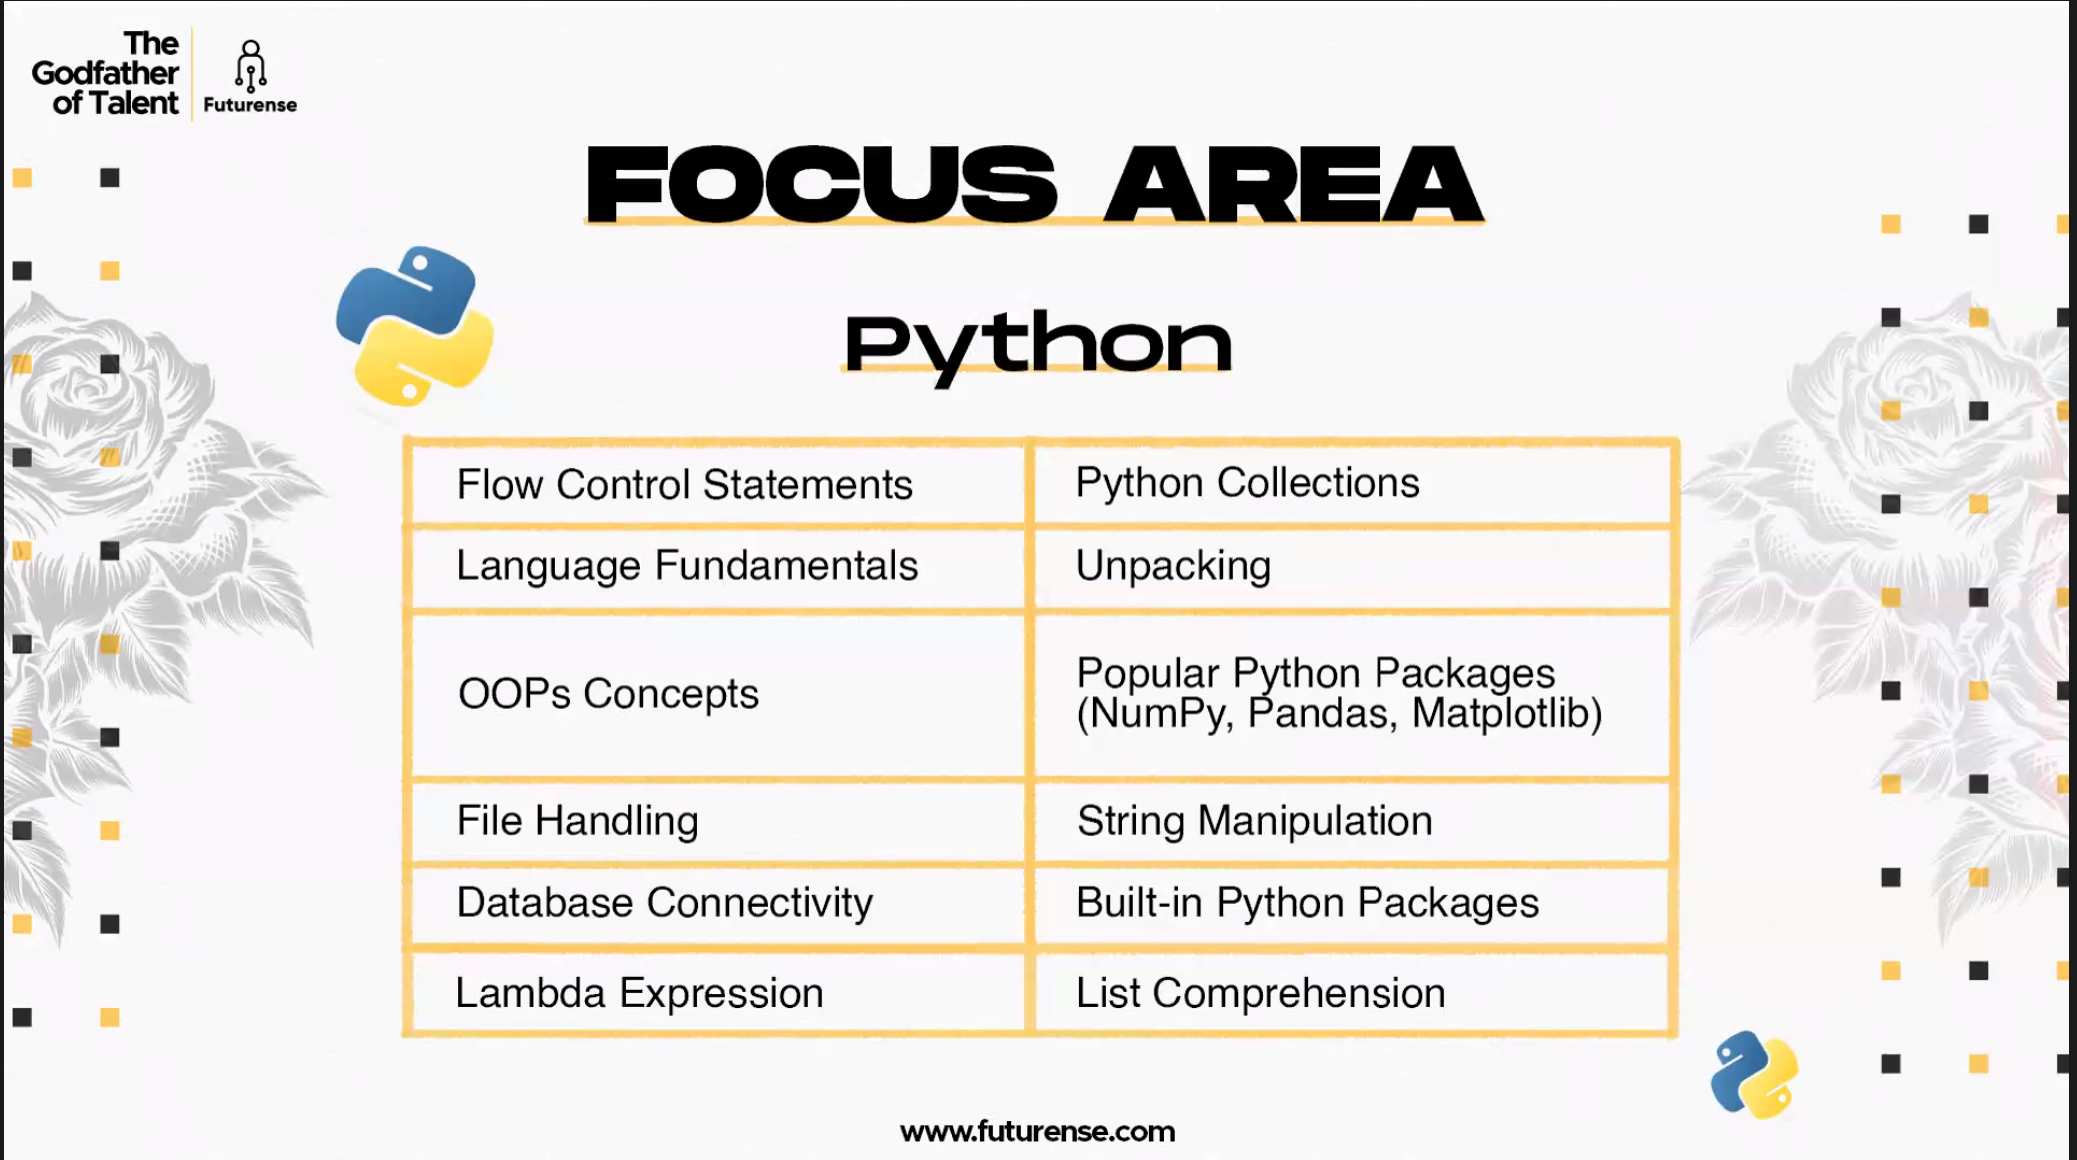 The
Godfather
of Talent
Futurense
FOCUS AREA
Python
Flow Control Statements
Python Collections
Language Fundamentals
Unpacking
OOPs Concepts
Popular Python Packages
(NumPy, Pandas, Matplotlib)
File Handling
String Manipulation
Database Connectivity
Built-in Python Packages
Lambda Expression
List Comprehension
www.futurense.com